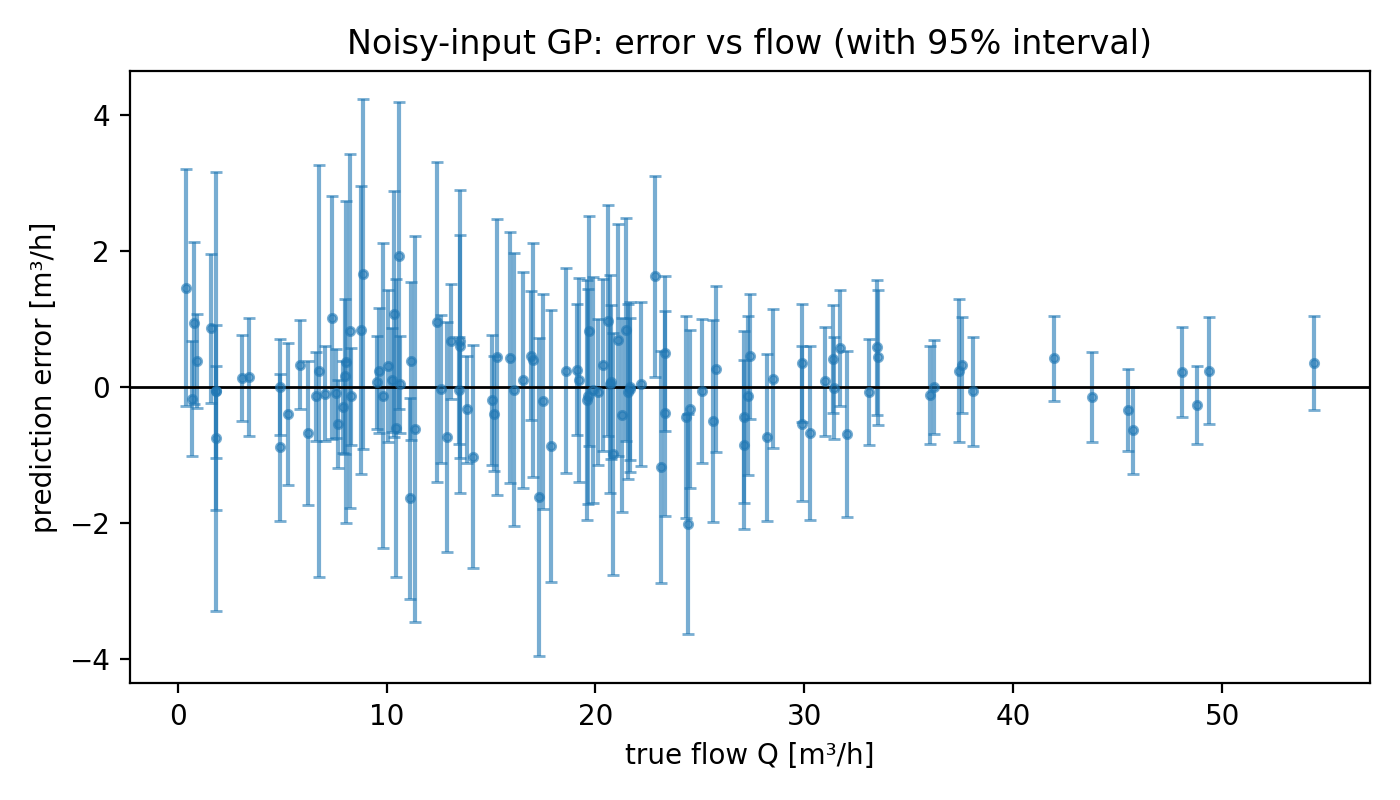 Noisy-input GP: error vs flow (with 95% interval)
prediction error [m³/h]
4
2
0
−2
−4
0 10 20 30 40 50
true flow Q [m³/h]